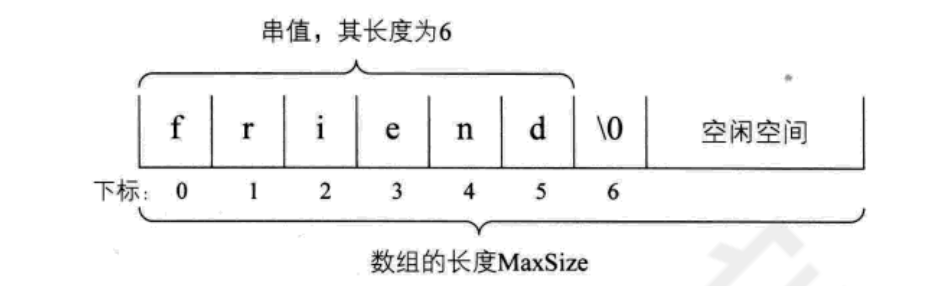 串值，其长度为6
f r i e n d \0 空闲空间
下标： 0 1 2 3 4 5 6
数组的长度MaxSize